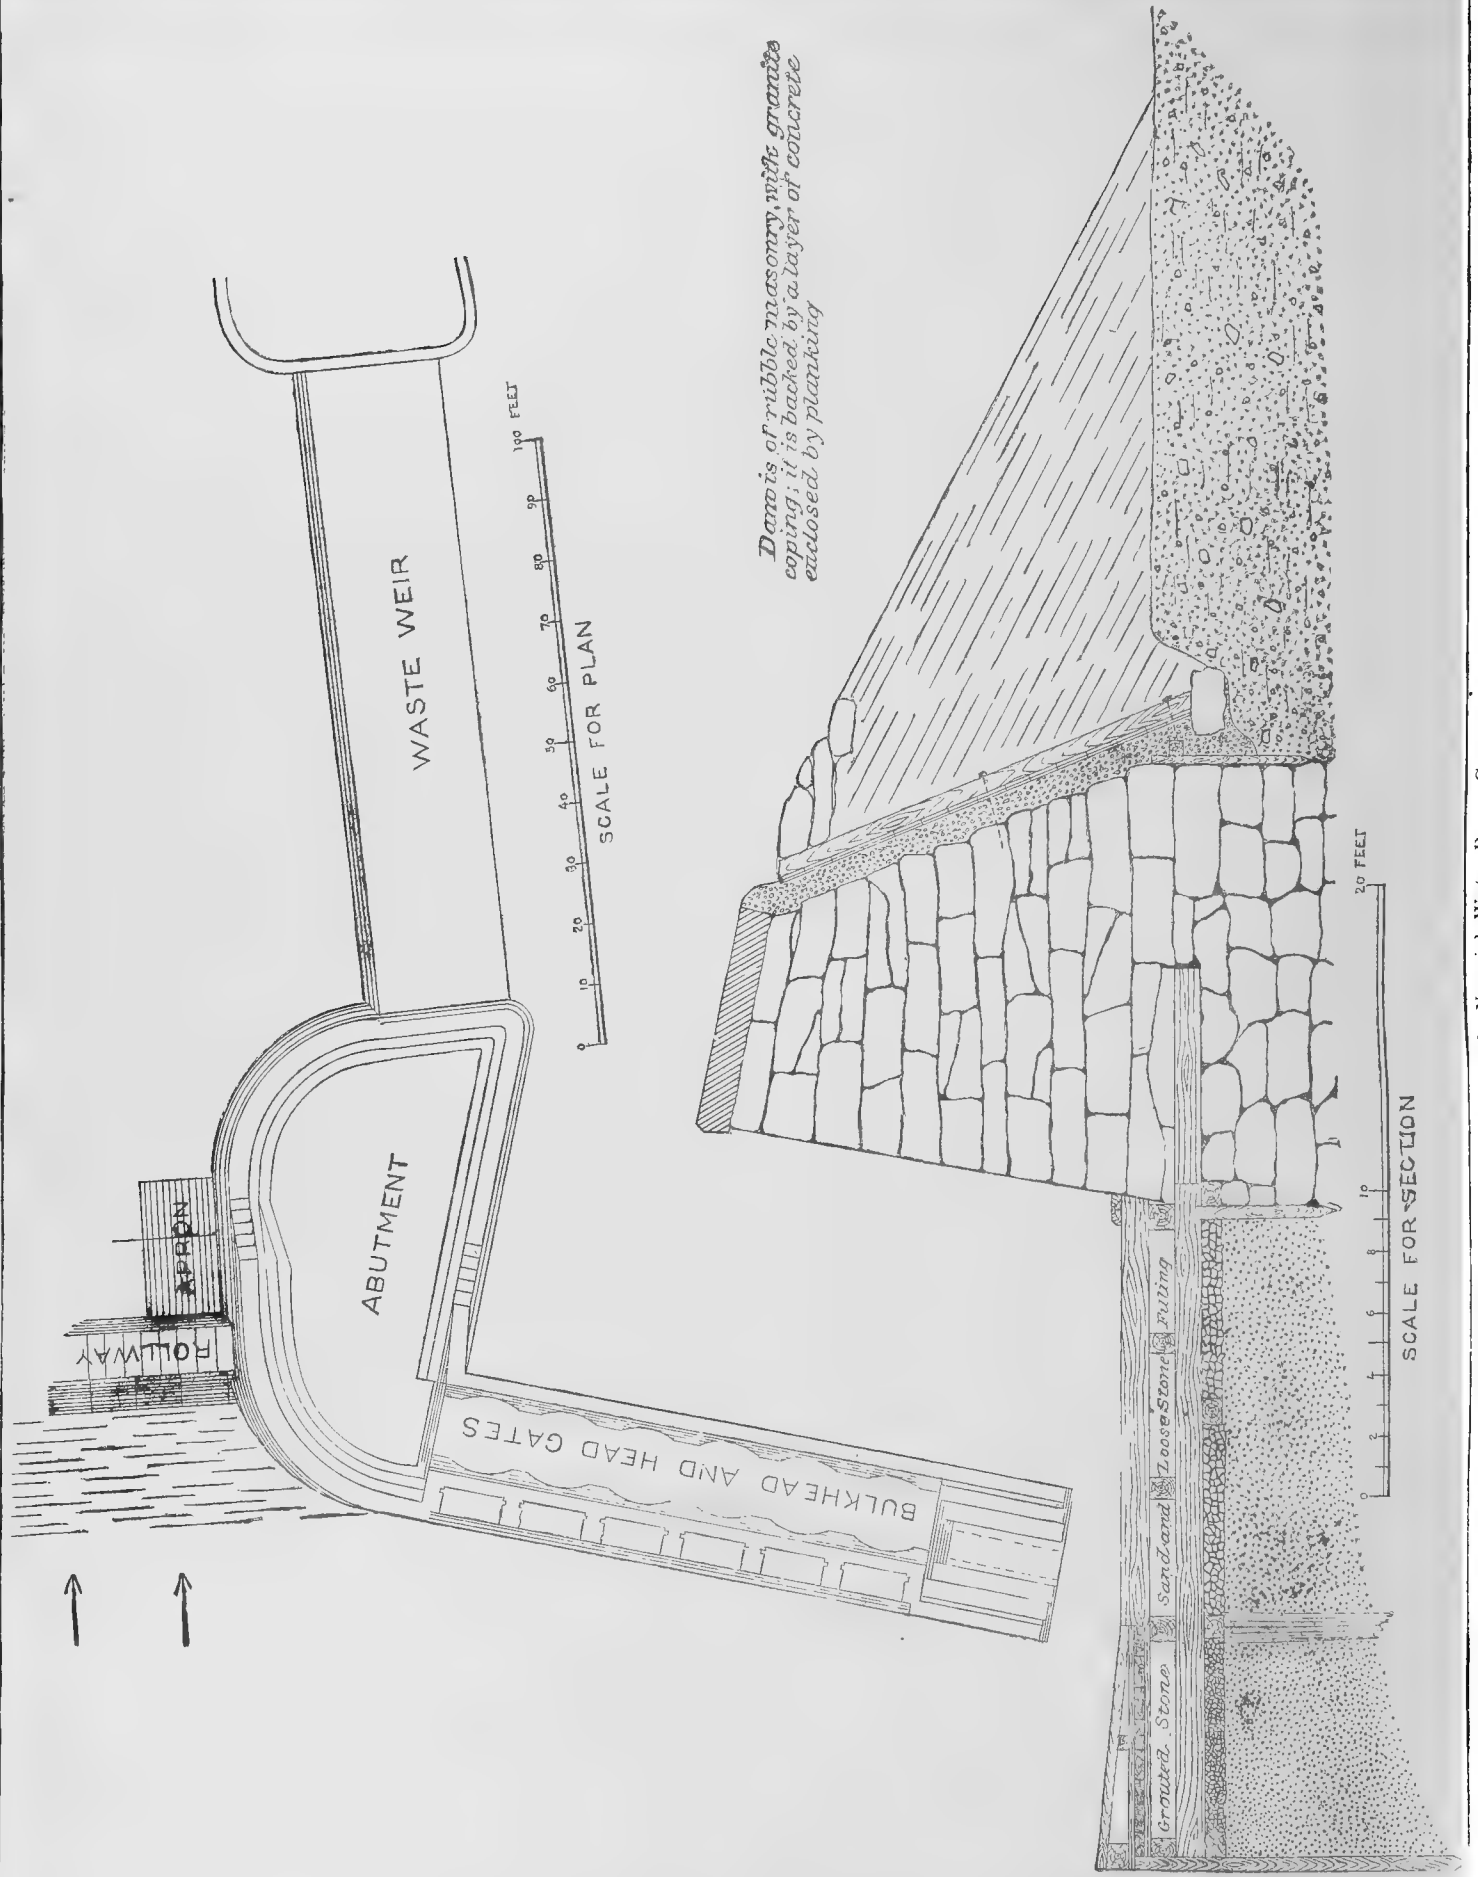 ROLLWAY
APRON
ABUTMENT
WASTE WEIR
BULKHEAD AND HEAD GATES
0 10 20 30 40 50 60 70 80 90 100 FEET
SCALE FOR PLAN
Dam is of rubble masonry, with granite
coping; it is backed by a layer of concrete
enclosed by planking
Grouted Stone
Sand and Loose Stone Filling
0 2 4 6 8 10 20 FEET
SCALE FOR SECTION